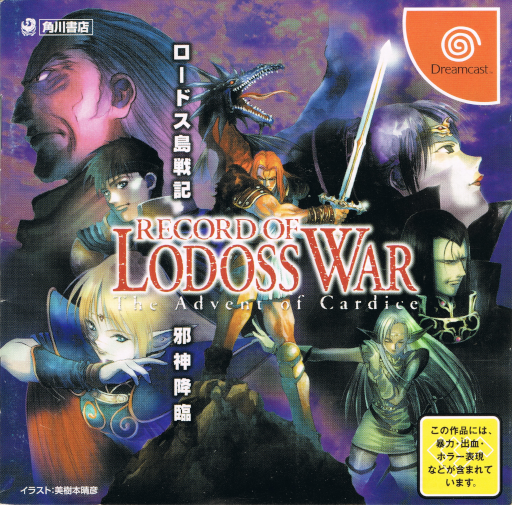 角川書店
Dreamcast
ロードス島戦記
RECORD OF
LODOSS WAR
The Advent of Cardice
邪神降臨
この作品には、
暴力・出血・
ホラー表現
などが含まれて
います。
イラスト:美樹本晴彦